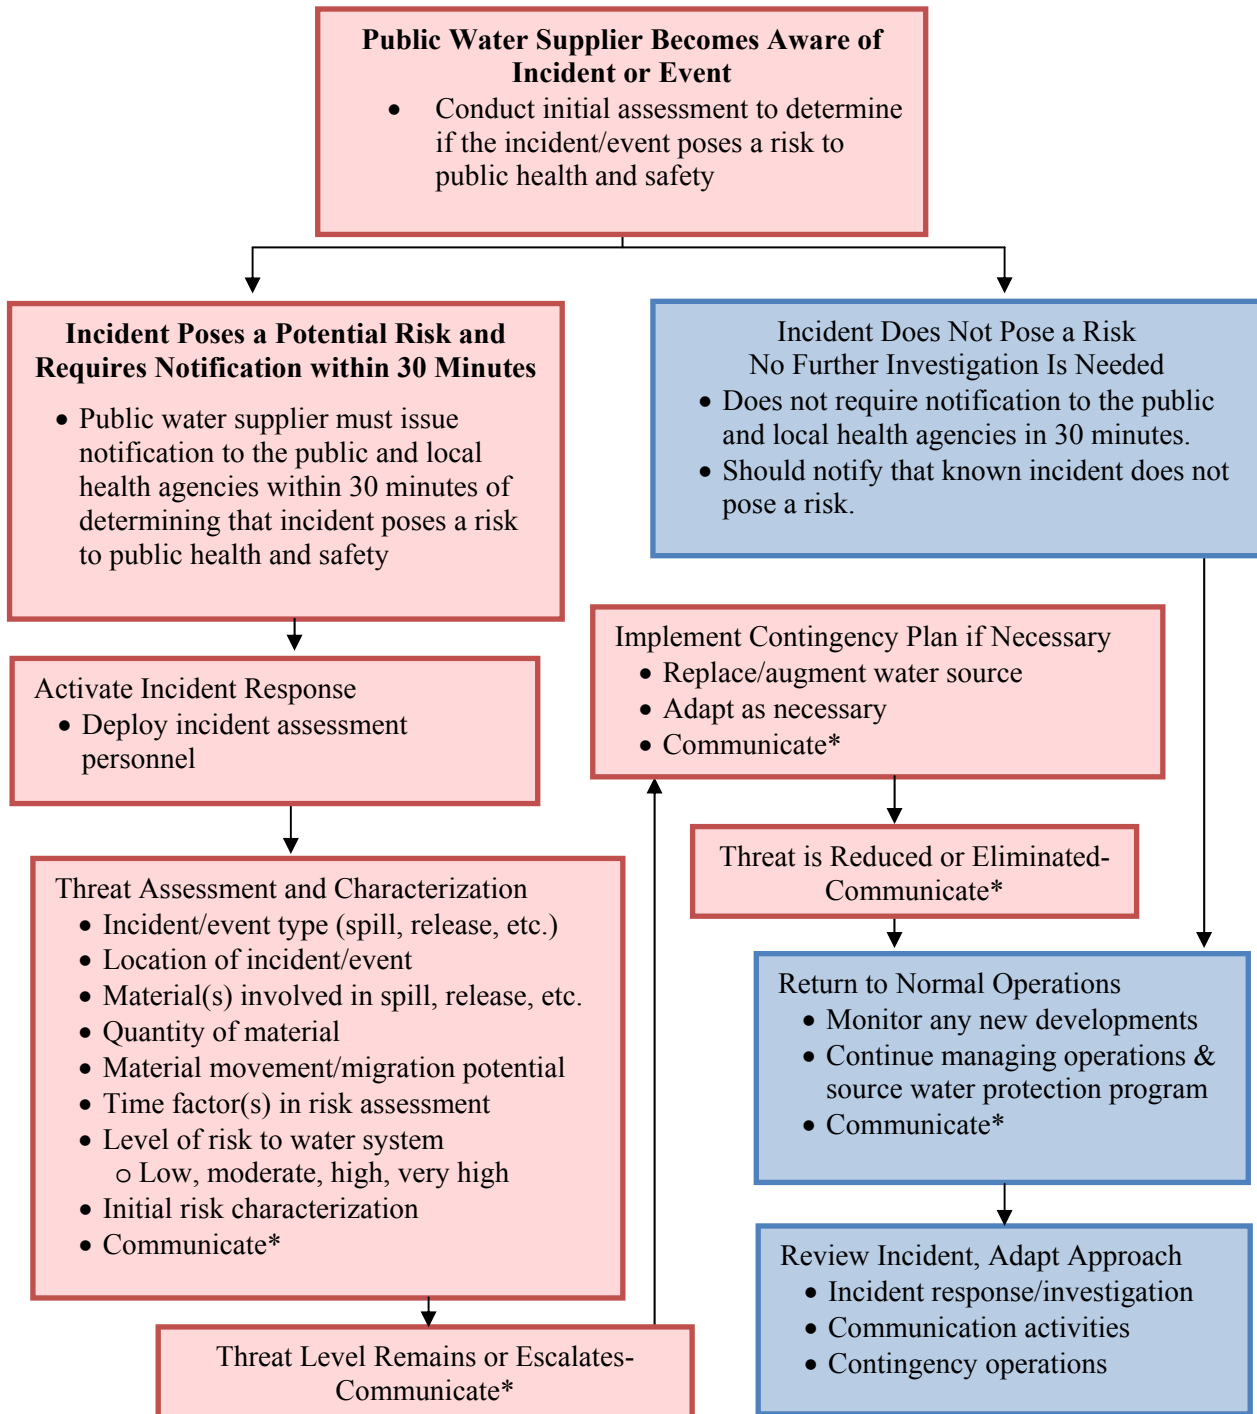 Public Water Supplier Becomes Aware of
Incident or Event
• Conduct initial assessment to determine
if the incident/event poses a risk to
public health and safety
Incident Poses a Potential Risk and
Requires Notification within 30 Minutes
• Public water supplier must issue
notification to the public and local
health agencies within 30 minutes of
determining that incident poses a risk
to public health and safety
Incident Does Not Pose a Risk
No Further Investigation Is Needed
• Does not require notification to the public
and local health agencies in 30 minutes.
• Should notify that known incident does not
pose a risk.
Activate Incident Response
• Deploy incident assessment
personnel
Threat Assessment and Characterization
• Incident/event type (spill, release, etc.)
• Location of incident/event
• Material(s) involved in spill, release, etc.
• Quantity of material
• Material movement/migration potential
• Time factor(s) in risk assessment
• Level of risk to water system
o Low, moderate, high, very high
• Initial risk characterization
• Communicate*
Threat Level Remains or Escalates-
Communicate*
Implement Contingency Plan if Necessary
• Replace/augment water source
• Adapt as necessary
• Communicate*
Threat is Reduced or Eliminated-
Communicate*
Return to Normal Operations
• Monitor any new developments
• Continue managing operations &
source water protection program
• Communicate*
Review Incident, Adapt Approach
• Incident response/investigation
• Communication activities
• Contingency operations